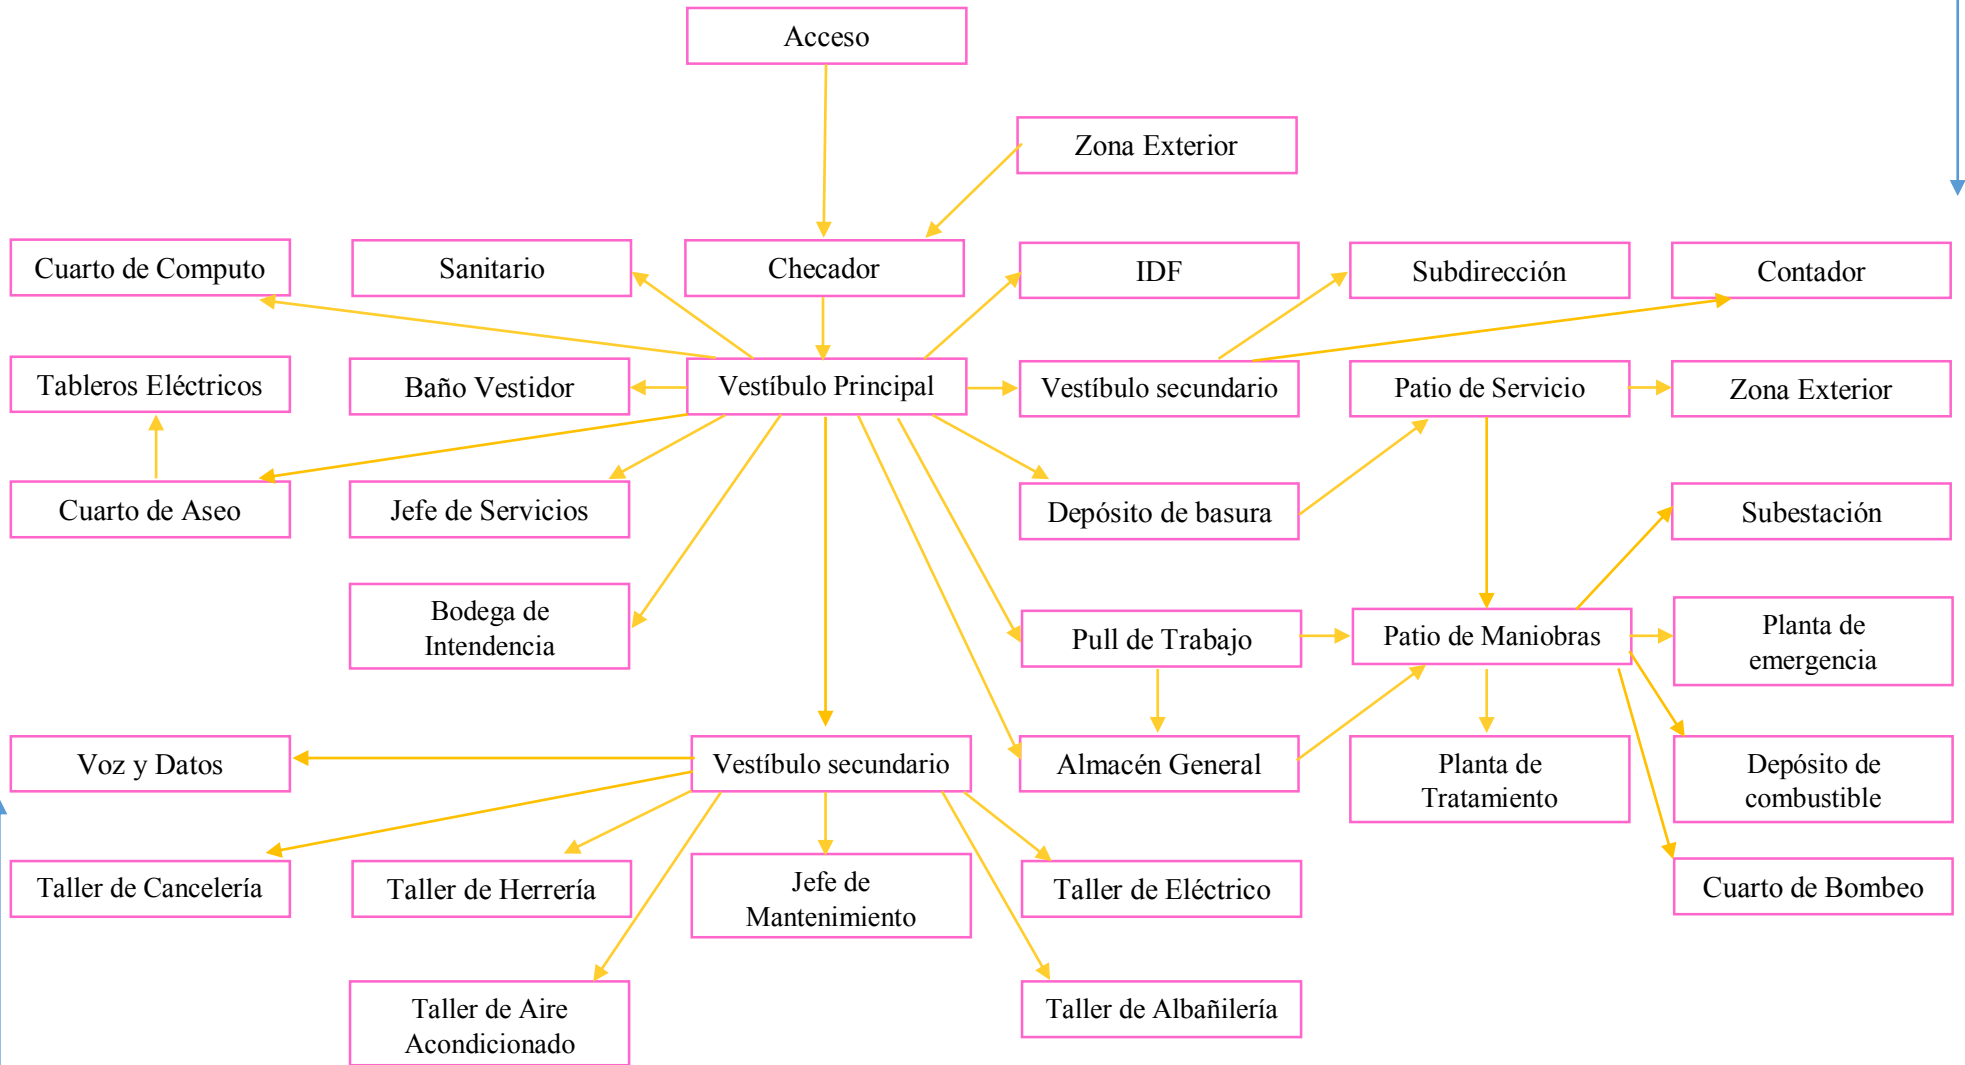 Acceso
Zona Exterior
Cuarto de Computo
Sanitario
Checador
IDF
Subdirección
Contador
Tableros Eléctricos
Baño Vestidor
Vestíbulo Principal
Vestíbulo secundario
Patio de Servicio
Zona Exterior
Cuarto de Aseo
Jefe de Servicios
Depósito de basura
Subestación
Bodega de
Intendencia
Pull de Trabajo
Patio de Maniobras
Planta de
emergencia
Voz y Datos
Vestíbulo secundario
Almacén General
Planta de
Tratamiento
Depósito de
combustible
Taller de Cancelería
Taller de Herrería
Jefe de
Mantenimiento
Taller de Eléctrico
Cuarto de Bombeo
Taller de Aire
Acondicionado
Taller de Albañilería